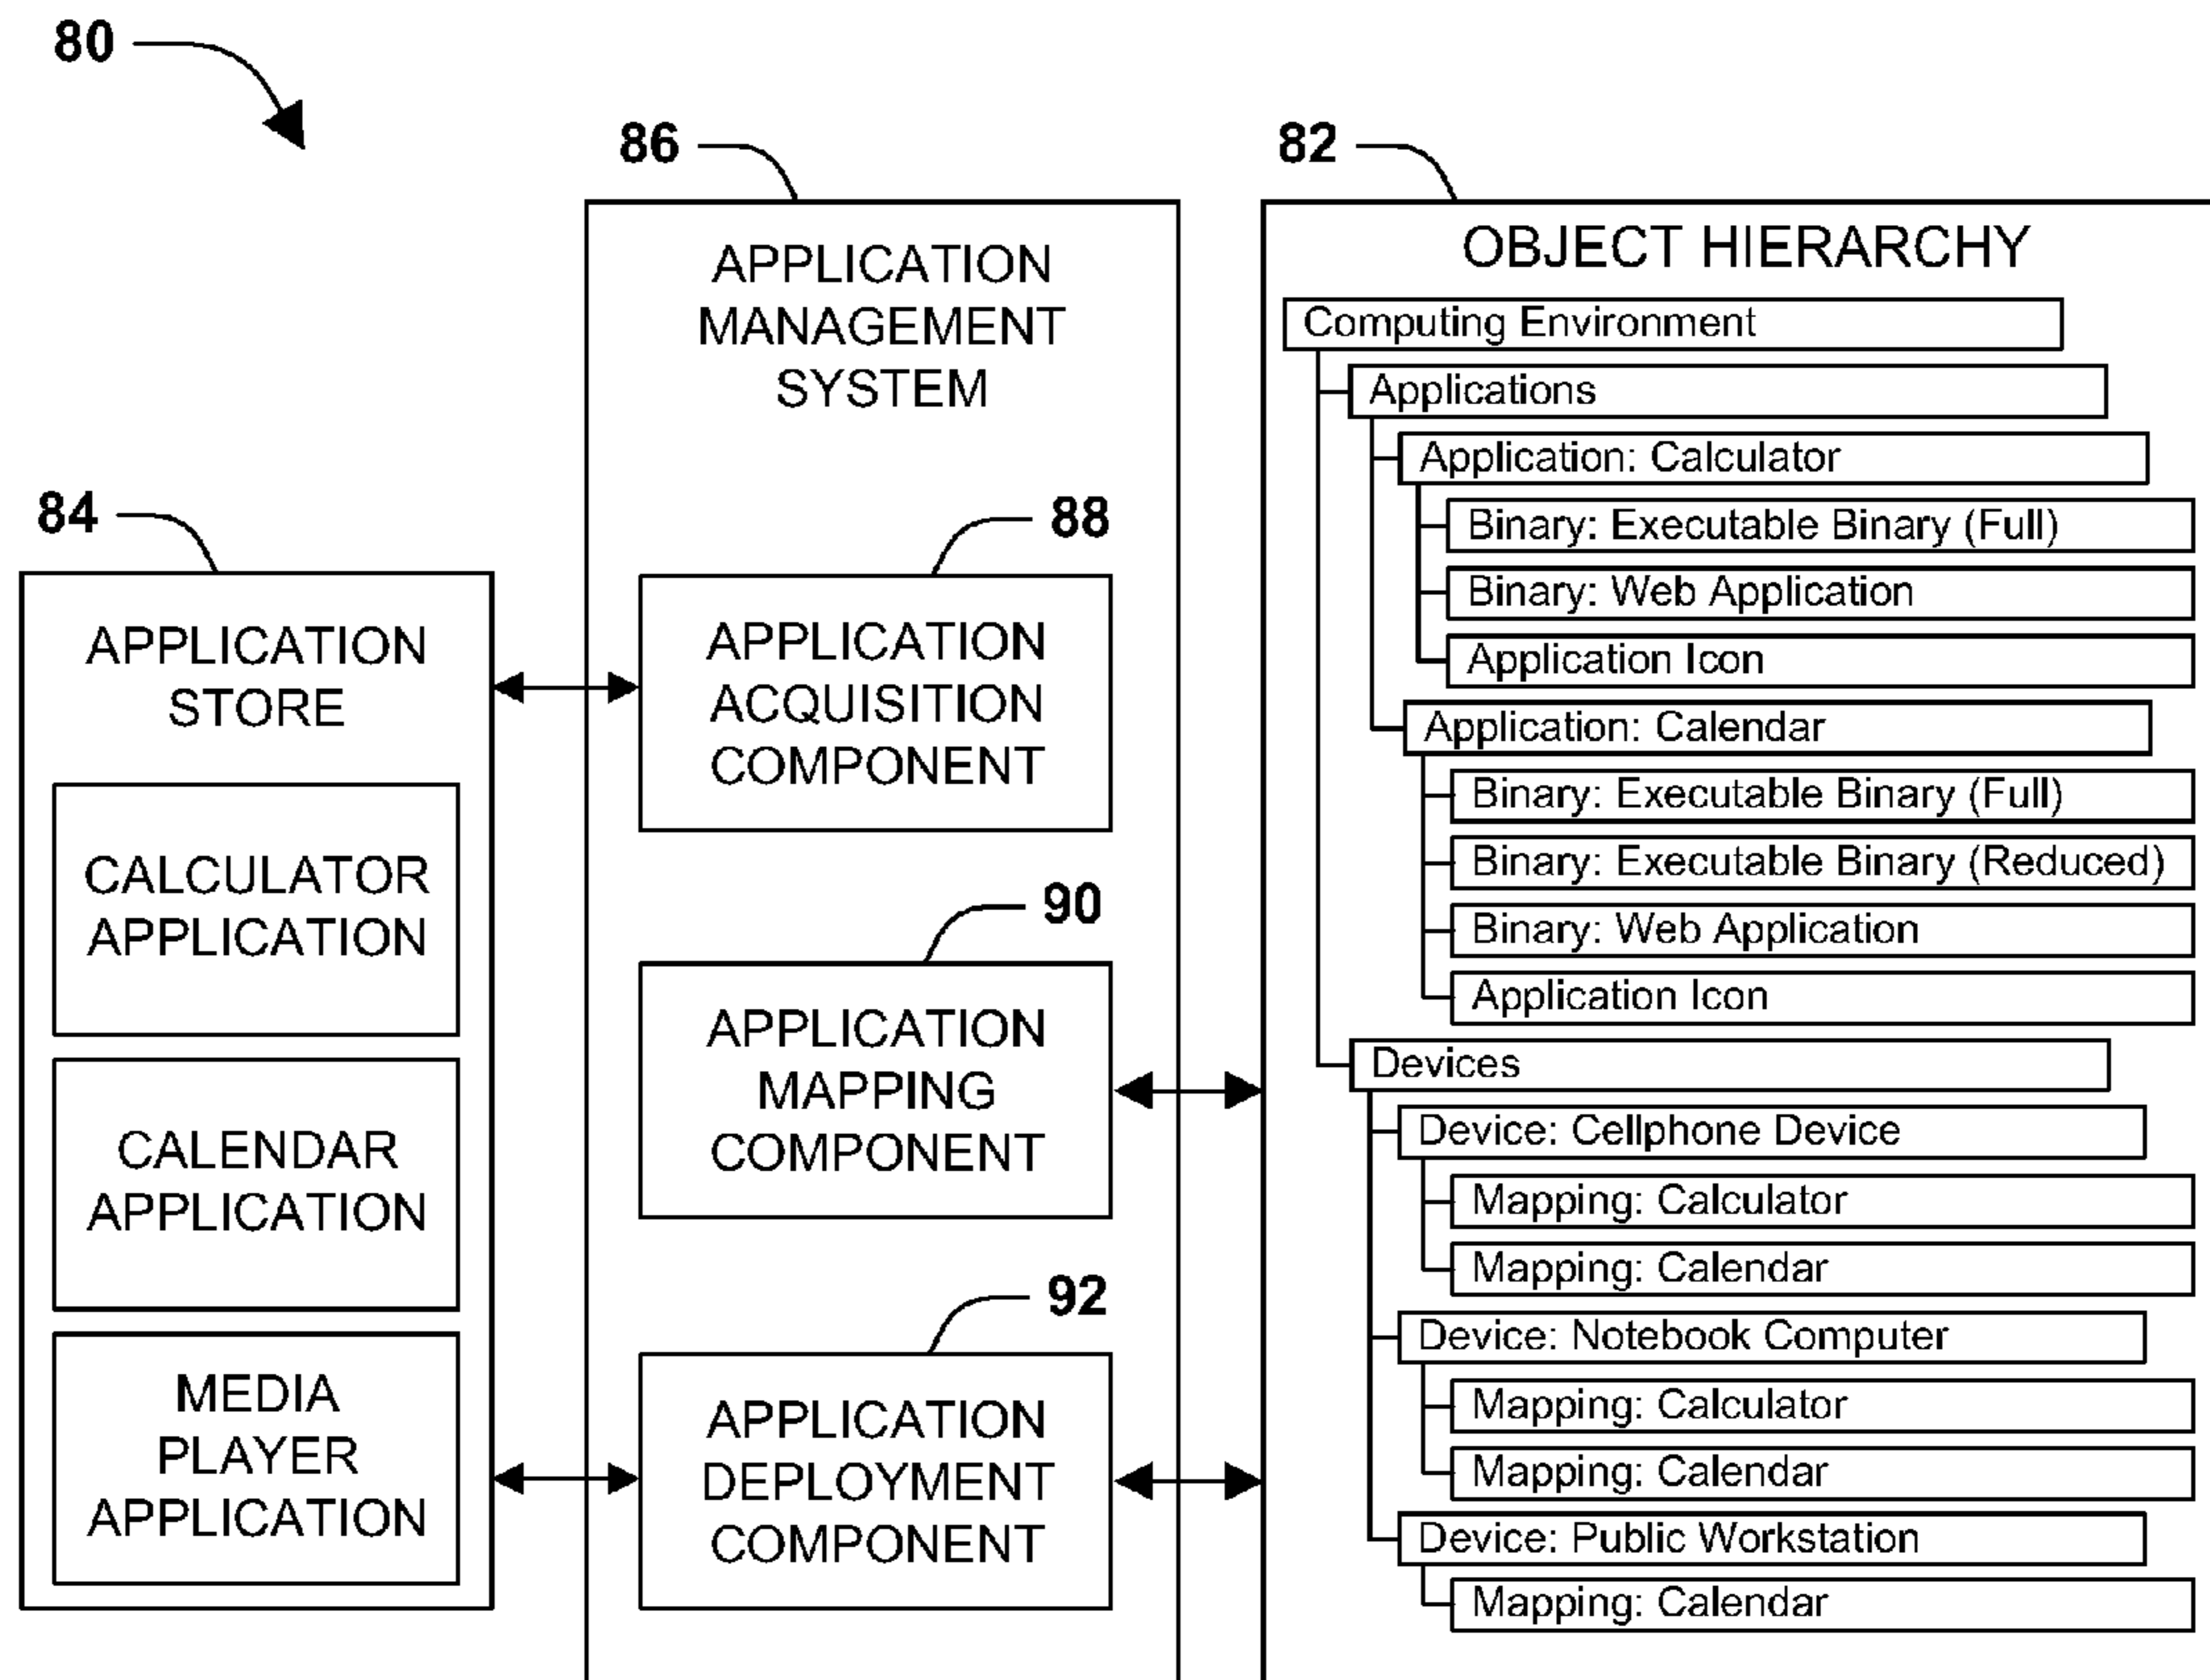 80
86
82
84
APPLICATION
STORE
CALCULATOR
APPLICATION
CALENDAR
APPLICATION
MEDIA
PLAYER
APPLICATION
APPLICATION
MANAGEMENT
SYSTEM
88
APPLICATION
ACQUISITION
COMPONENT
90
APPLICATION
MAPPING
COMPONENT
92
APPLICATION
DEPLOYMENT
COMPONENT
OBJECT HIERARCHY
Computing Environment
Applications
Application: Calculator
Binary: Executable Binary (Full)
Binary: Web Application
Application Icon
Application: Calendar
Binary: Executable Binary (Full)
Binary: Executable Binary (Reduced)
Binary: Web Application
Application Icon
Devices
Device: Cellphone Device
Mapping: Calculator
Mapping: Calendar
Device: Notebook Computer
Mapping: Calculator
Mapping: Calendar
Device: Public Workstation
Mapping: Calendar